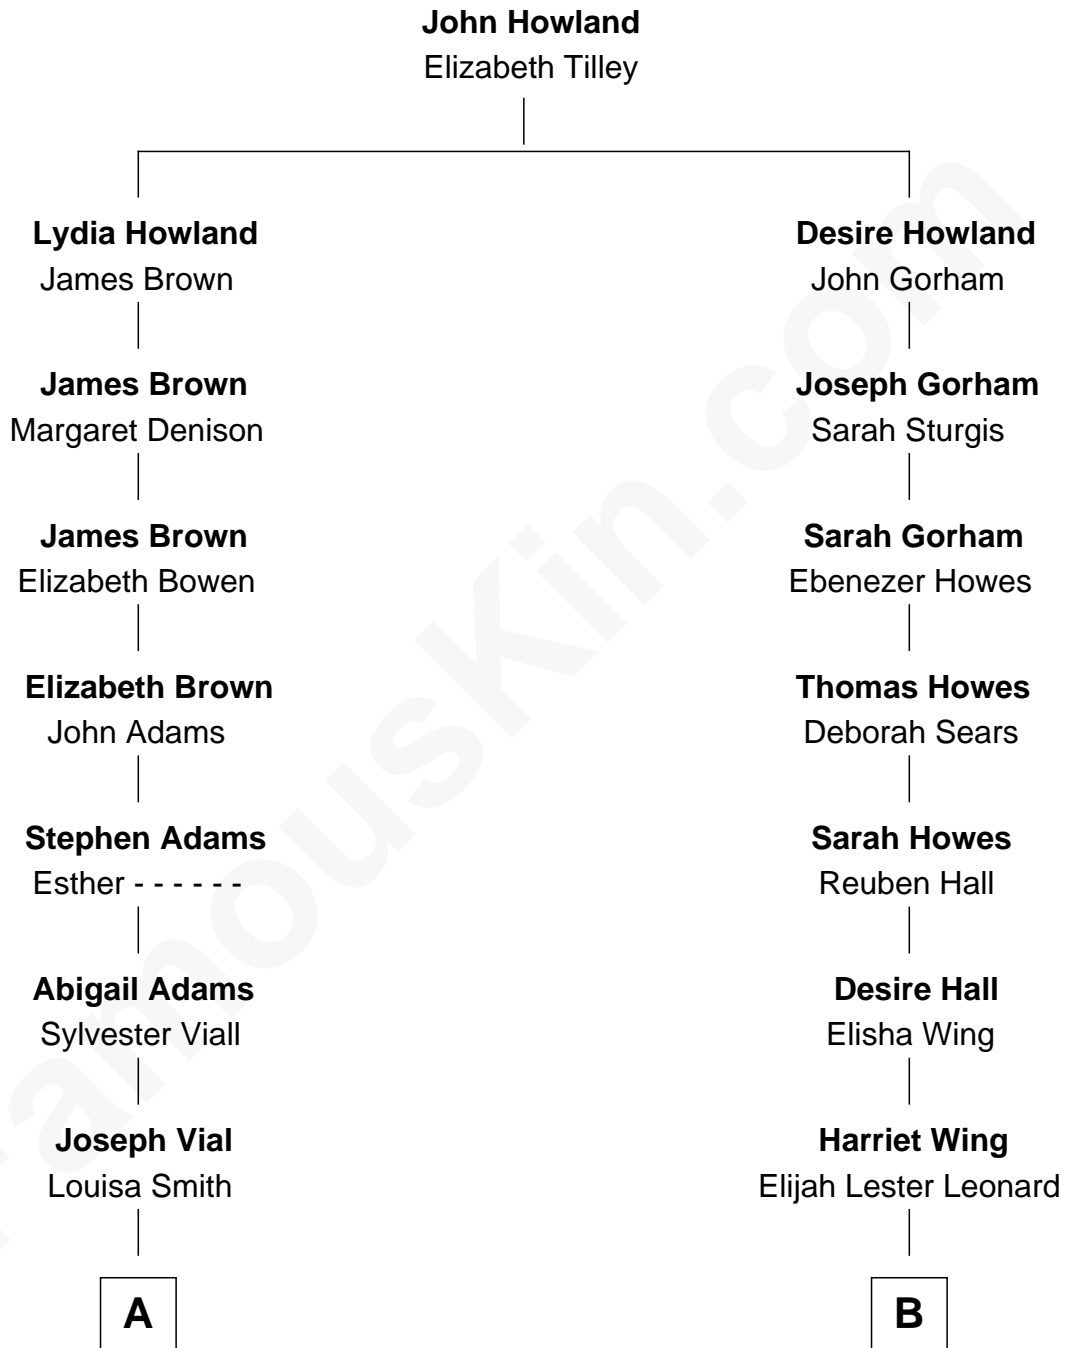 John Howland
Elizabeth Tilley
Lydia Howland
James Brown
Desire Howland
John Gorham
James Brown
Margaret Denison
Joseph Gorham
Sarah Sturgis
James Brown
Elizabeth Bowen
Sarah Gorham
Ebenezer Howes
Elizabeth Brown
John Adams
Thomas Howes
Deborah Sears
Stephen Adams
Esther - - - - - -
Sarah Howes
Reuben Hall
Abigail Adams
Sylvester Viall
Desire Hall
Elisha Wing
Joseph Vial
Louisa Smith
Harriet Wing
Elijah Lester Leonard
A
B
FamousKin.com